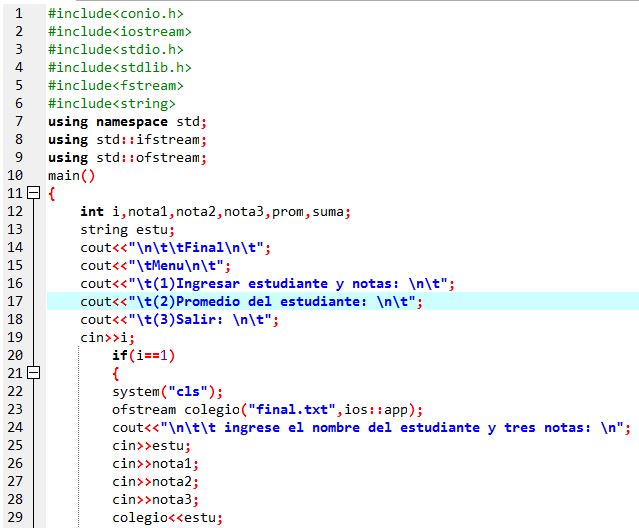 1 #include<conio.h>
2 #include<iostream>
3 #include<stdio.h>
4 #include<stdlib.h>
5 #include<fstream>
6 #include<string>
7 using namespace std;
8 using std::ifstream;
9 using std::ofstream;
10 main()
11 {
12 int i,nota1,nota2,nota3,prom,suma;
13 string estu;
14 cout<<"\n\t\tFinal\n\t";
15 cout<<"\tMenu\n\t";
16 cout<<"\t(1)Ingresar estudiante y notas: \n\t";
17 cout<<"\t(2)Promedio del estudiante: \n\t";
18 cout<<"\t(3)Salir: \n\t";
19 cin>>i;
20 if(i==1)
21 {
22 system("cls");
23 ofstream colegio("final.txt",ios::app);
24 cout<<"\n\t\t ingrese el nombre del estudiante y tres notas: \n";
25 cin>>estu;
26 cin>>nota1;
27 cin>>nota2;
28 cin>>nota3;
29 colegio<<estu;